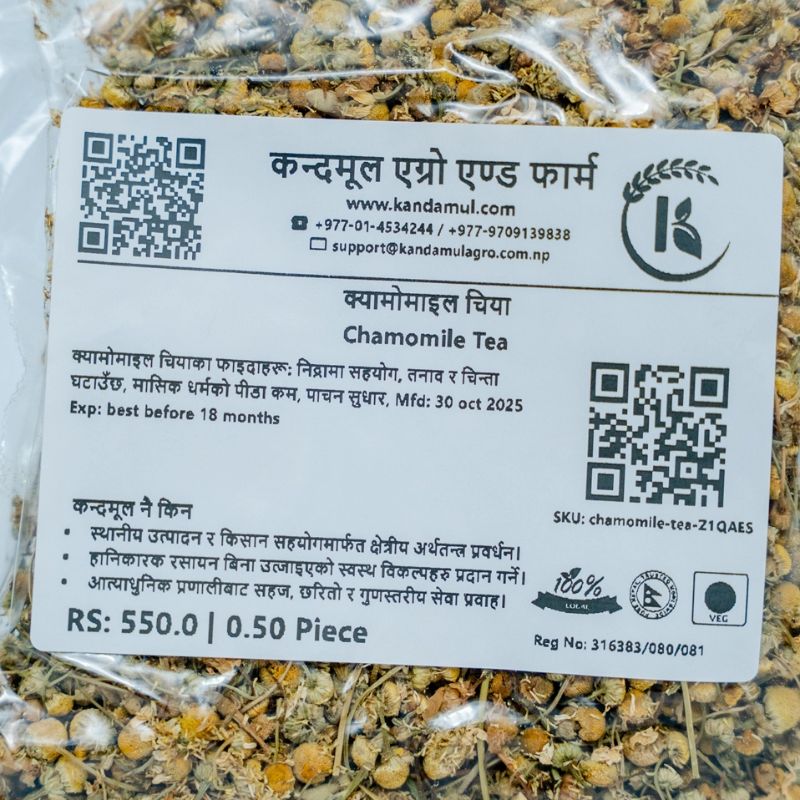 कन्दमूल एग्रो एण्ड फार्म
www.kandamul.com
+977-01-4534244 / +977-9709139838
support@kandamulagro.com.np
K
क्यामोमाइल चिया
Chamomile Tea
क्यामोमाइल चियाका फाइदाहरू: निद्रामा सहयोग, तनाव र चिन्ता
घटाउँछ, मासिक धर्मको पीडा कम, पाचन सुधार, Mfd: 30 oct 2025
Exp: best before 18 months
SKU: chamomile-tea-Z1QAES
कन्दमूल नै किन
• स्थानीय उत्पादन र किसान सहयोगमार्फत क्षेत्रीय अर्थतन्त्र प्रवर्धन।
• हानिकारक रसायन बिना उत्जाइएको स्वस्थ विकल्पहरु प्रदान गर्ने।
• आत्याधुनिक प्रणालीबाट सहज, छरितो र गुणस्तरीय सेवा प्रवाह।
100%
LOCAL
VEG
RS: 550.0 | 0.50 Piece
Reg No: 316383/080/081